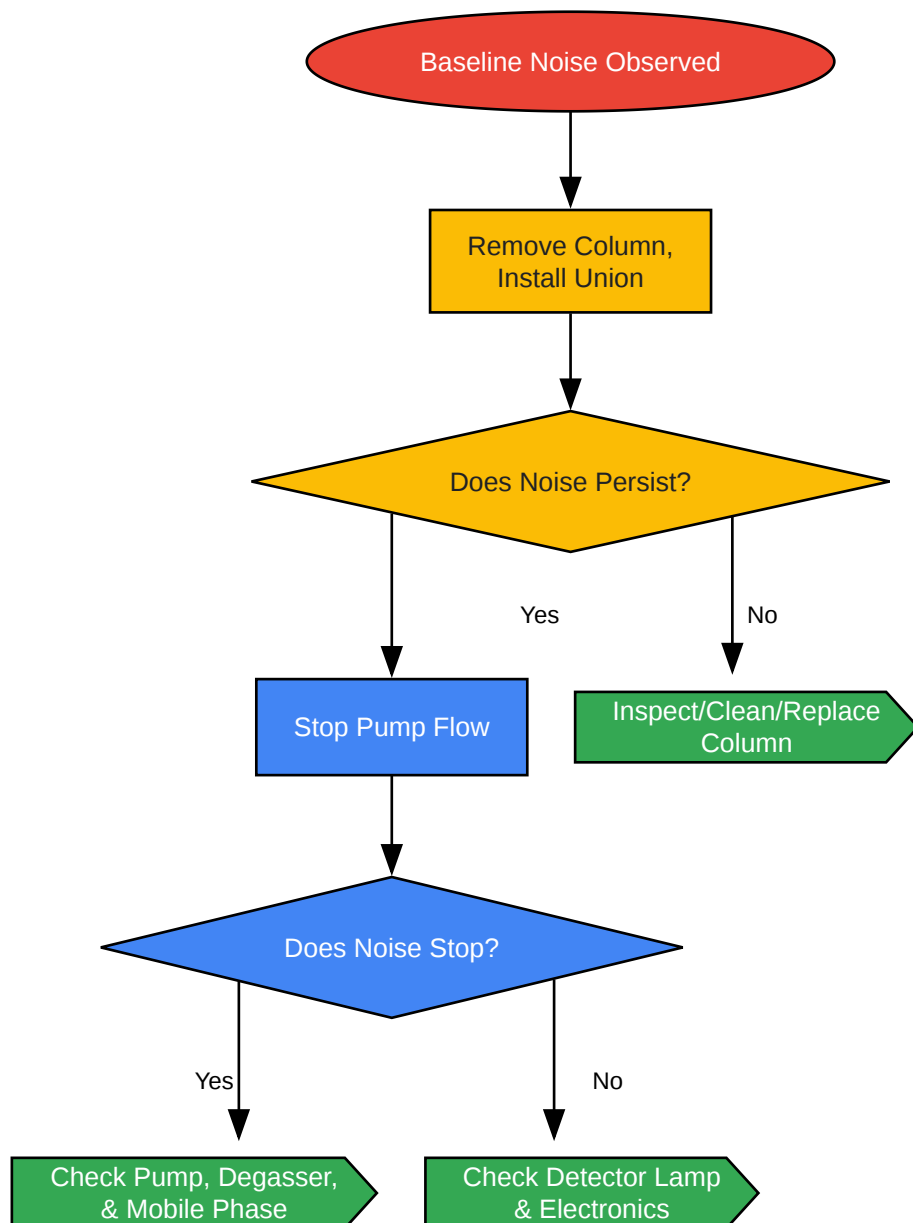 Baseline Noise Observed
Remove Column,
Install Union
Does Noise Persist?
Yes
No
Stop Pump Flow
Inspect/Clean/Replace
Column
Does Noise Stop?
Yes
No
Check Pump, Degasser,
& Mobile Phase
Check Detector Lamp
& Electronics